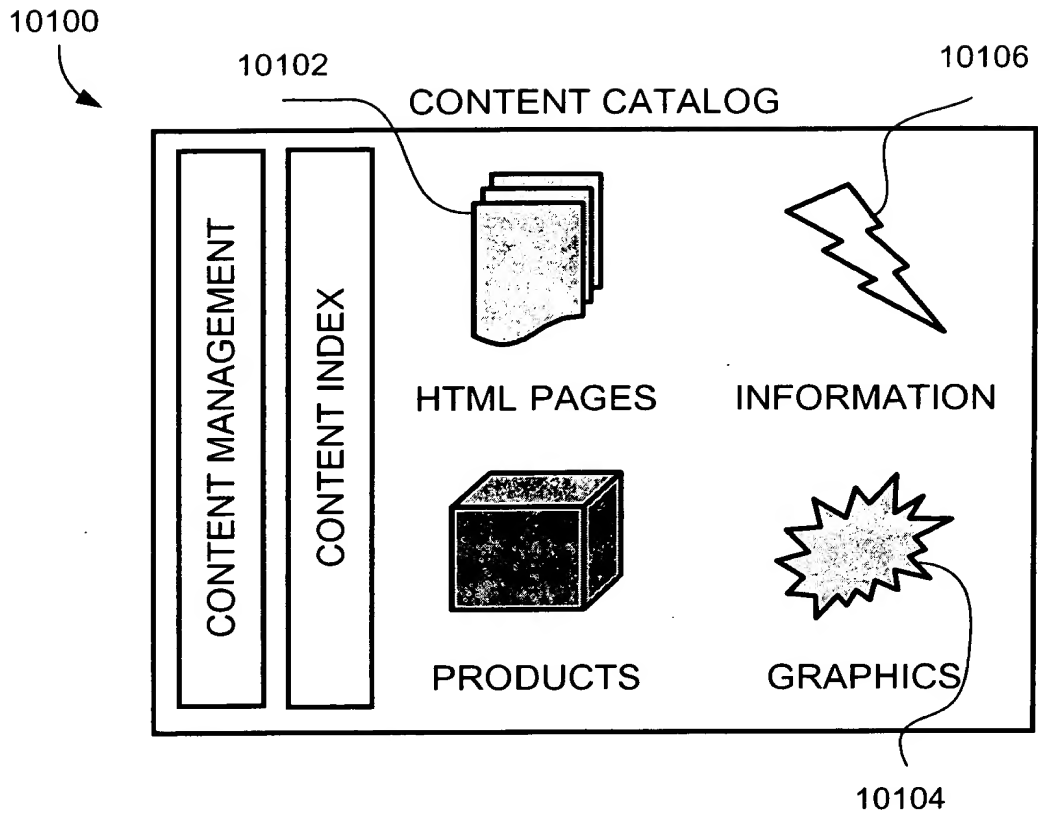 10100
10102
10106
CONTENT CATALOG
CONTENT MANAGEMENT
CONTENT INDEX
HTML PAGES
INFORMATION
PRODUCTS
GRAPHICS
10104